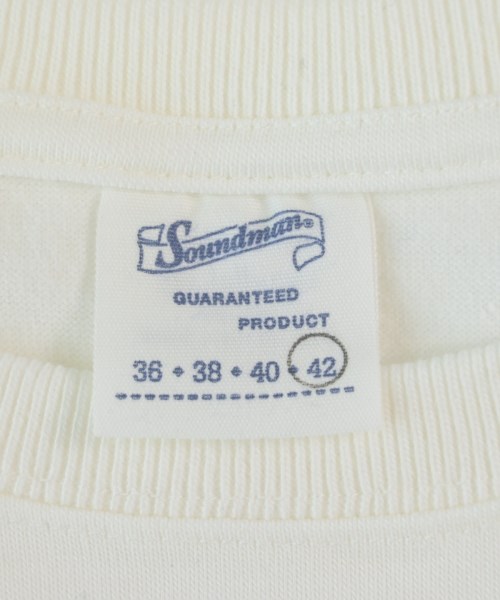 Soundman®
GUARANTEED
PRODUCT
36 • 38 • 40 • 42